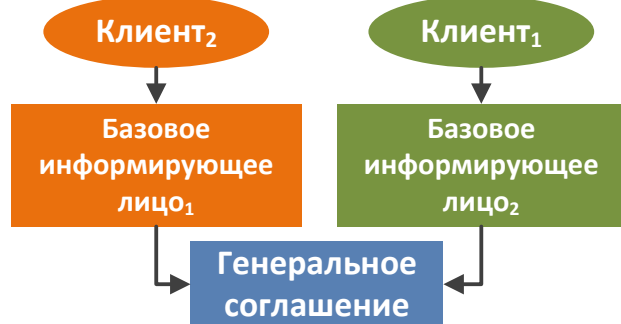 Клиент₂
Клиент₁
Базовое
информирующее
лицо₁
Базовое
информирующее
лицо₂
Генеральное
соглашение